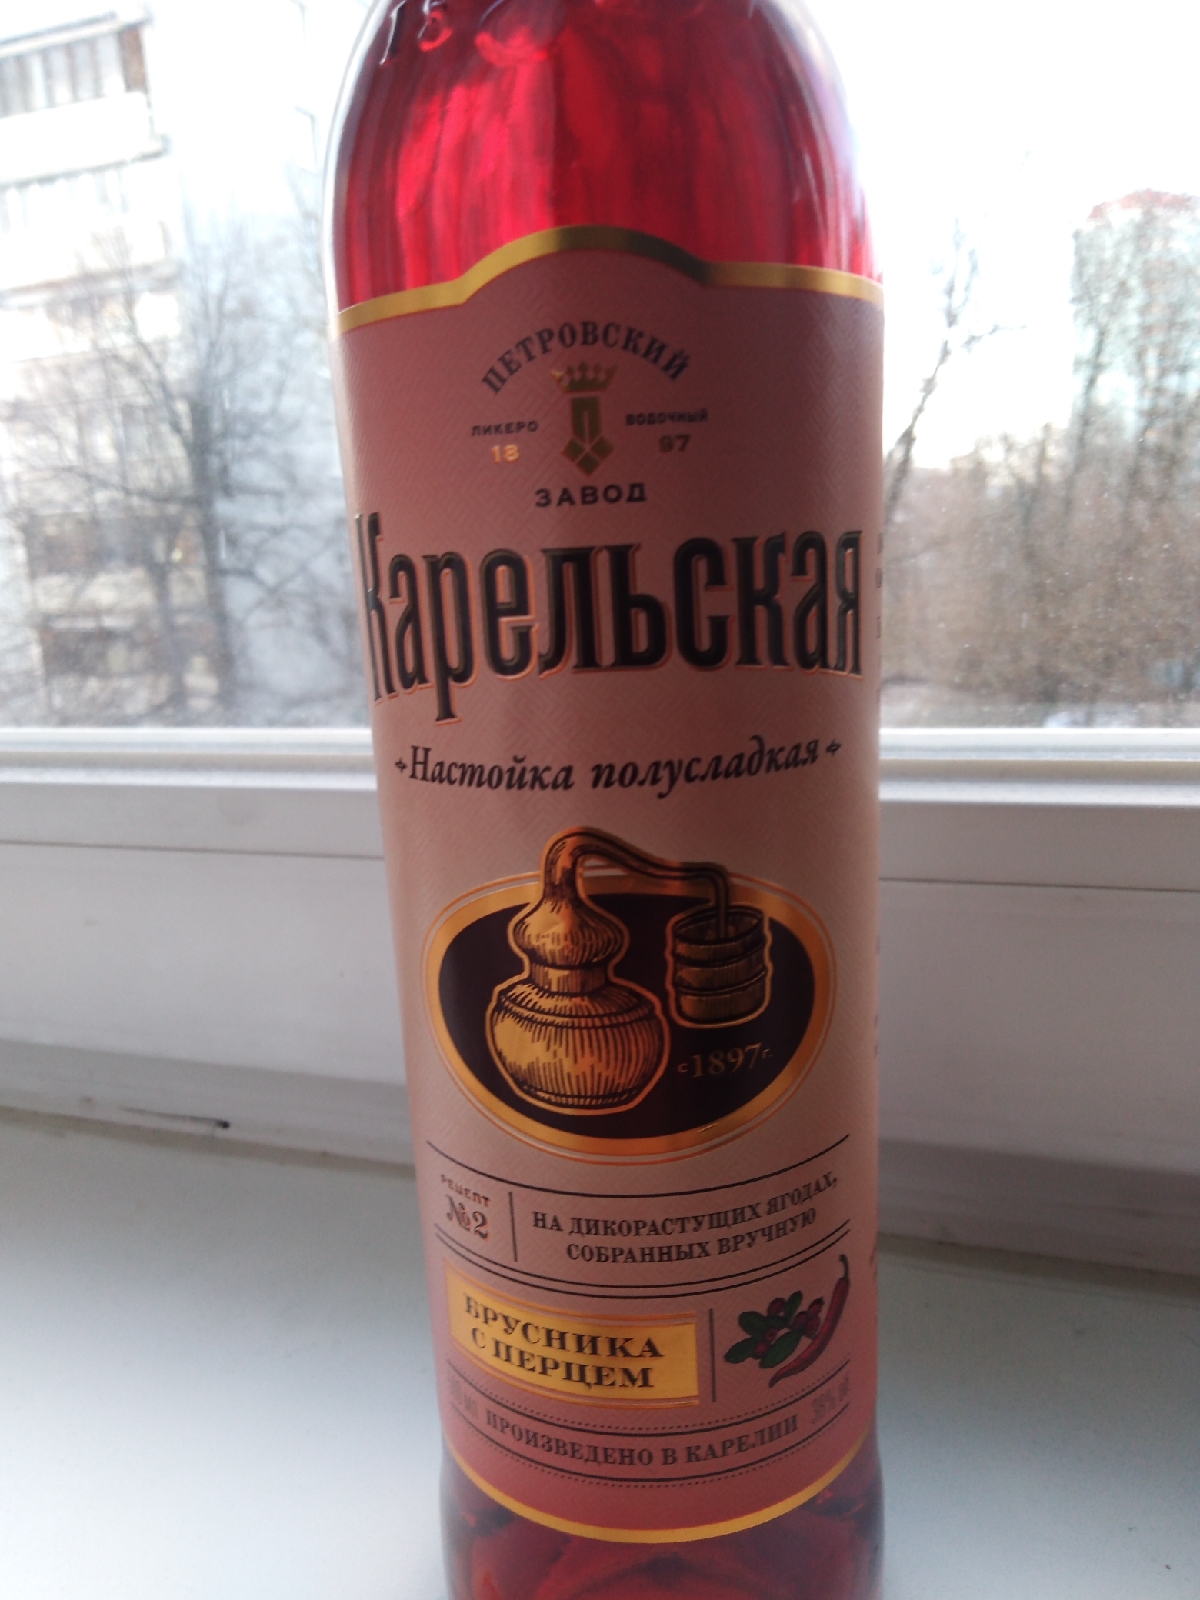 ПЕТРОВСКИЙ
ЛИКЕРО ВОДОЧНЫЙ
18 97
ЗАВОД
Карельская
Настойка полусладкая
с 1897 г.
РЕЦЕПТ
№2
НА ДИКОРАСТУЩИХ ЯГОДАХ,
СОБРАННЫХ ВРУЧНУЮ
БРУСНИКА
С ПЕРЦЕМ
ПРОИЗВЕДЕНО В КАРЕЛИИ